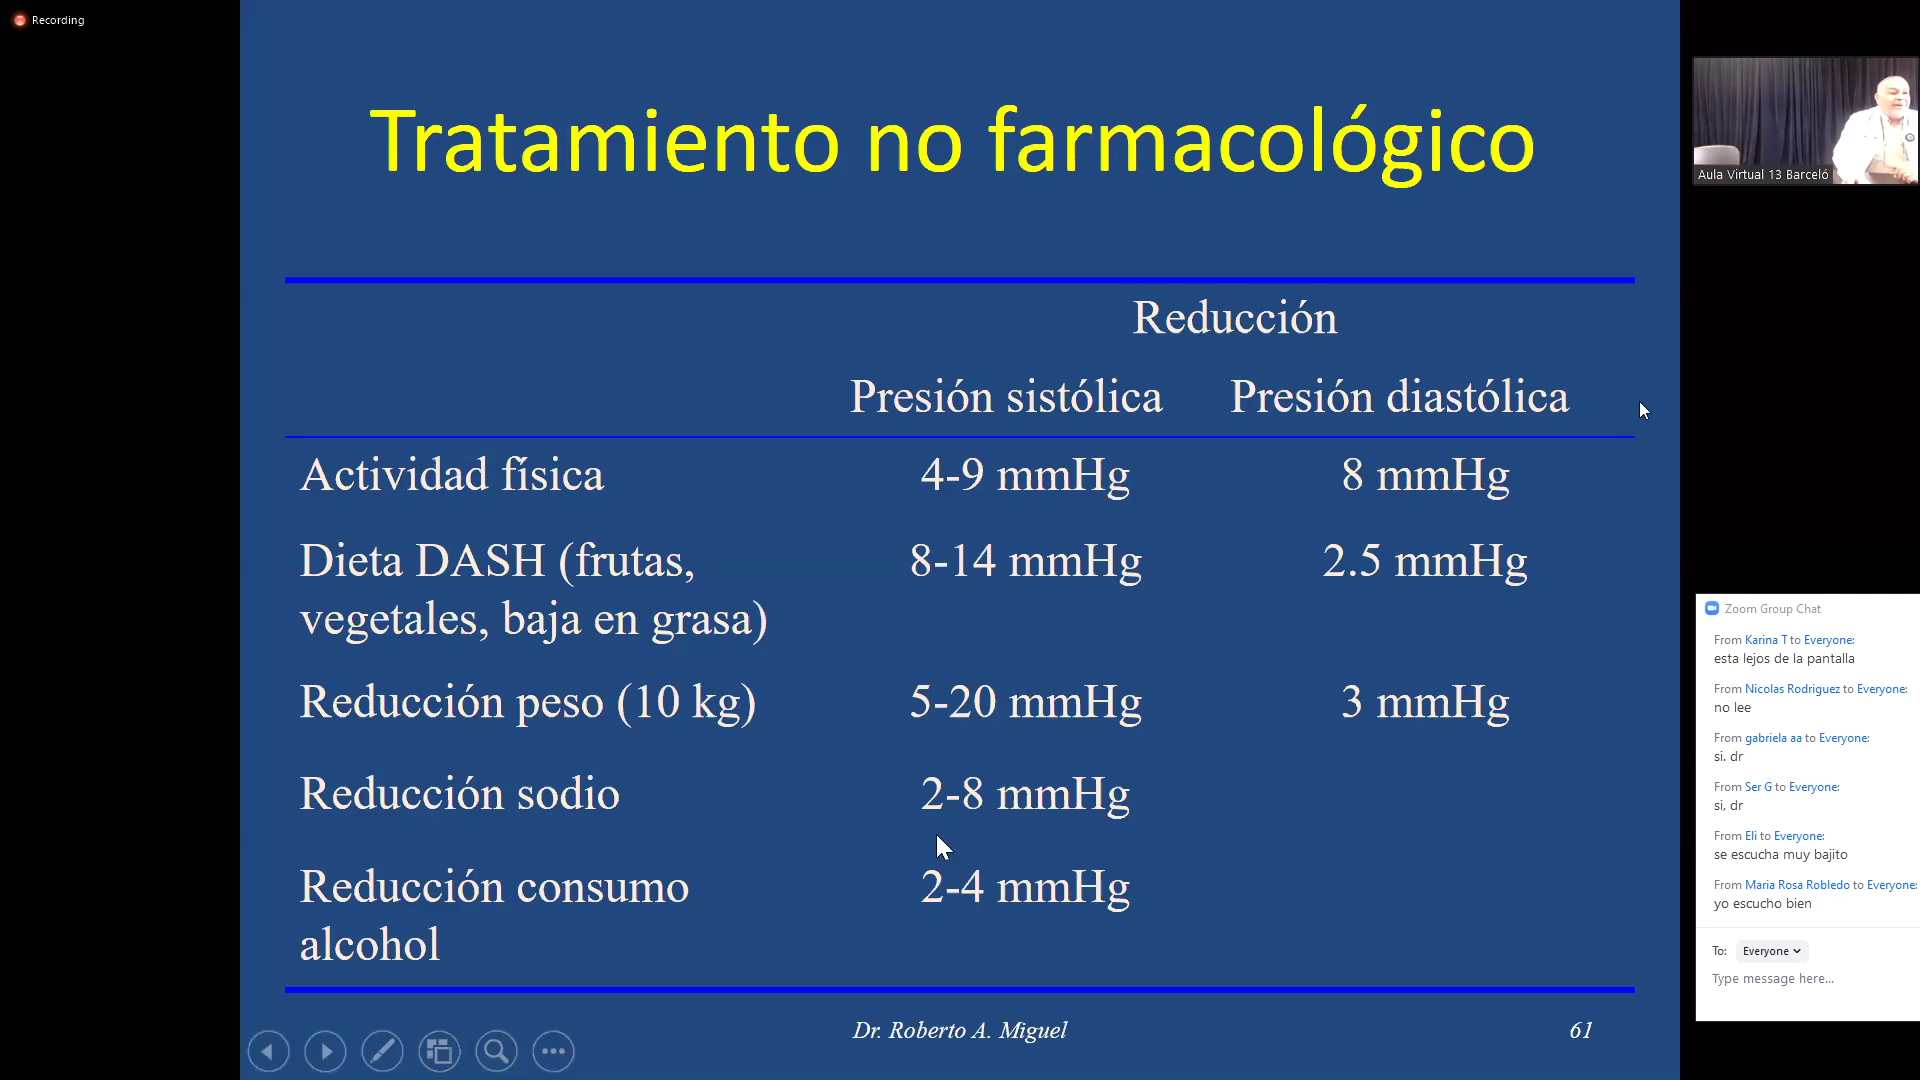 Recording
Tratamiento no farmacológico
Reducción
Presión sistólica Presión diastólica
Actividad física 4-9 mmHg 8 mmHg
Dieta DASH (frutas, 8-14 mmHg 2.5 mmHg
vegetales, baja en grasa)
Reducción peso (10 kg) 5-20 mmHg 3 mmHg
Reducción sodio 2-8 mmHg
Reducción consumo 2-4 mmHg
alcohol
Dr. Roberto A. Miguel 61
Aula Virtual 13 Barceló
Zoom Group Chat
From Karina T to Everyone:
esta lejos de la pantalla
From Nicolas Rodriguez to Everyone:
no lee
From gabriela aa to Everyone:
si. dr
From Ser G to Everyone:
si, dr
From Eli to Everyone:
se escucha muy bajito
From Maria Rosa Robledo to Everyone:
yo escucho bien
To: Everyone
Type message here...